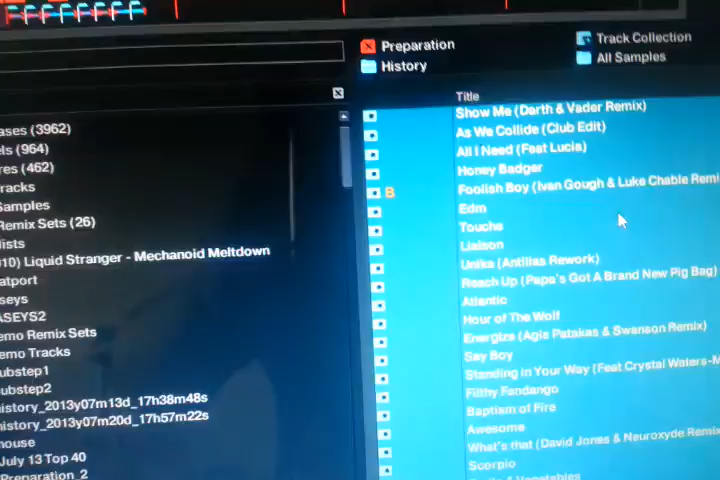 Preparation
Track Collection
History
All Samples
Title
ases (3962)
els (964)
res (462)
racks
Samples
Remix Sets (26)
lists
10) Liquid Stranger - Mechanoid Meltdown
atport
seys
ASEYS2
emo Remix Sets
emo Tracks
ubstep1
ubstep2
history_2013y07m13d_17h38m48s
history_2013y07m20d_17h57m22s
house
July 13 Top 40
Preparation_2
Show Me (Darth & Vader Remix)
As We Collide (Club Edit)
All I Need (Feat Lucia)
Honey Badger
B Foolish Boy (Ivan Gough & Luke Chable Remi
Edm
Touche
Liaison
Unika (Antillas Rework)
Reach Up (Papa's Got A Brand New Pig Bag)
Atlantic
Hour of The Wolf
Energize (Agie Patakas & Swanson Remix)
Say Boy
Standing in Your Way (Feat Crystal Waters-M
Filthy Fandango
Baptism of Fire
Awesome
What's that (David Jones & Neuroxyde Remix
Scorpio
& Vegetables